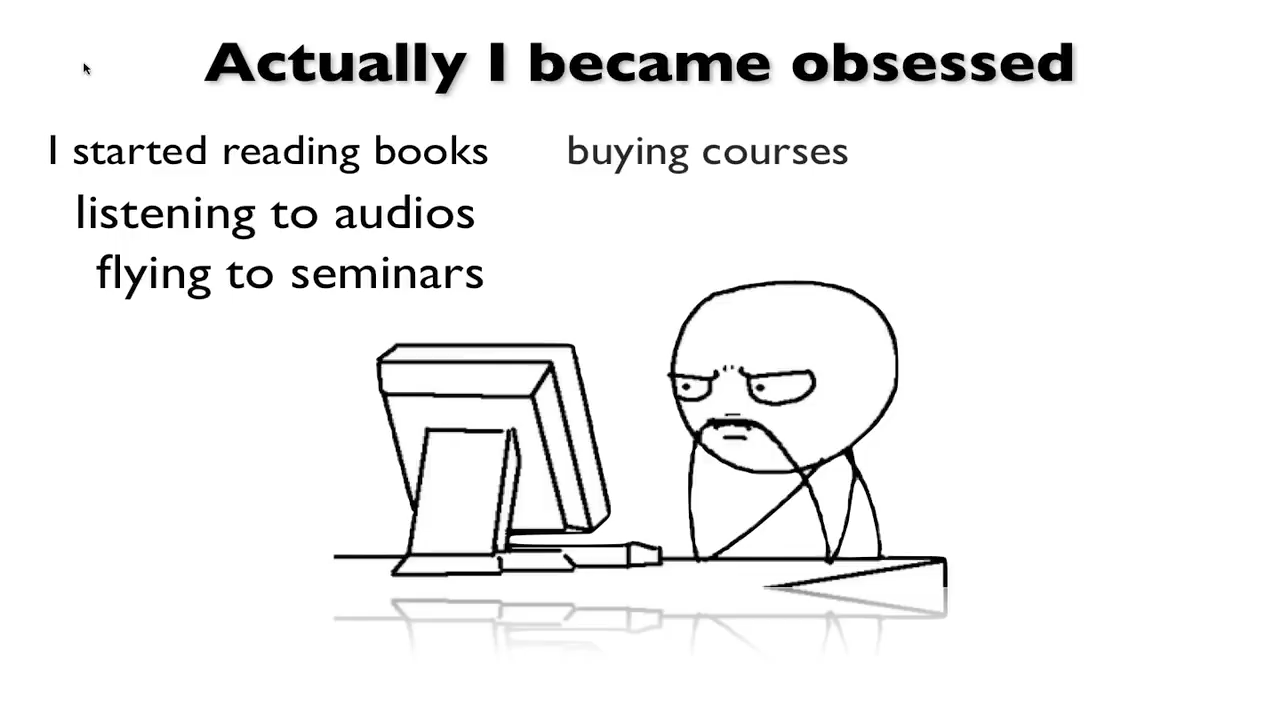 Actually I became obsessed
I started reading books
listening to audios
flying to seminars
buying courses